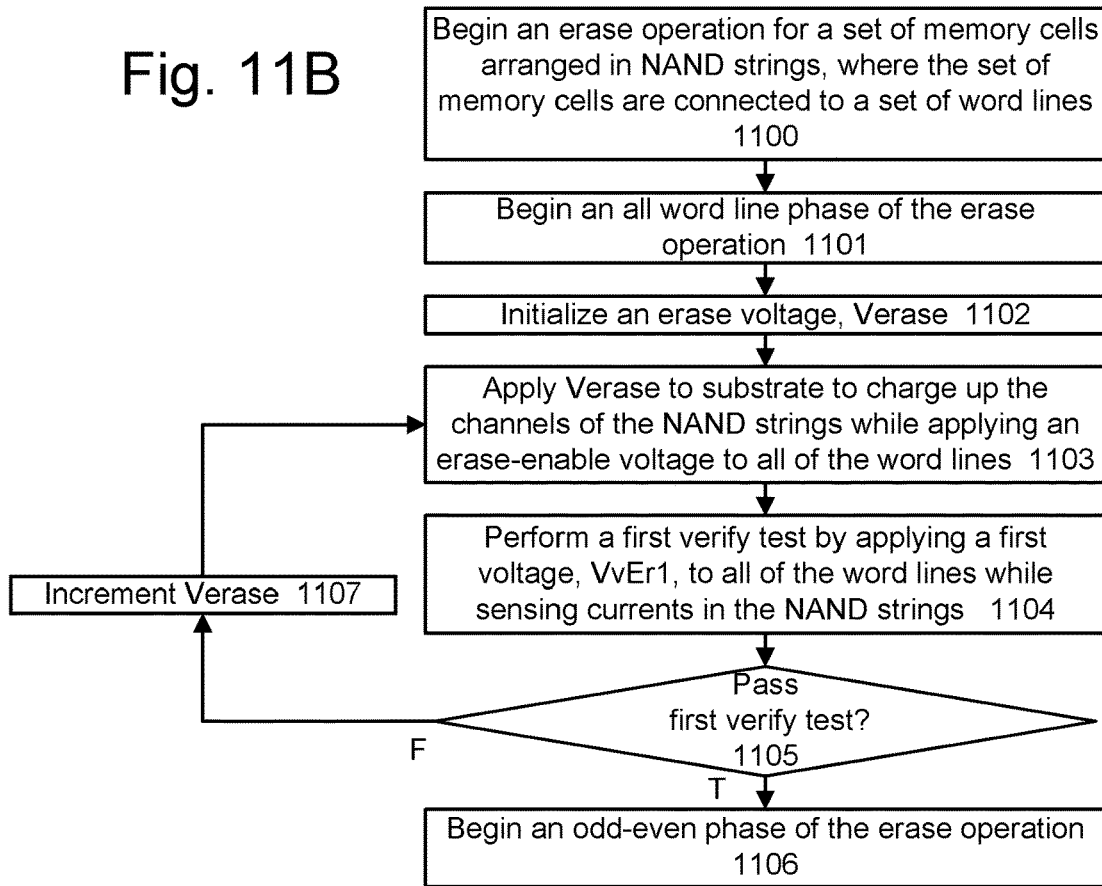 Fig. 11B
Begin an erase operation for a set of memory cells
arranged in NAND strings, where the set of
memory cells are connected to a set of word lines
1100
Begin an all word line phase of the erase
operation 1101
Initialize an erase voltage, Verase 1102
Apply Verase to substrate to charge up the
channels of the NAND strings while applying an
erase-enable voltage to all of the word lines 1103
Perform a first verify test by applying a first
voltage, VvEr1, to all of the word lines while
sensing currents in the NAND strings 1104
Increment Verase 1107
Pass
first verify test?
1105
F
T
Begin an odd-even phase of the erase operation
1106